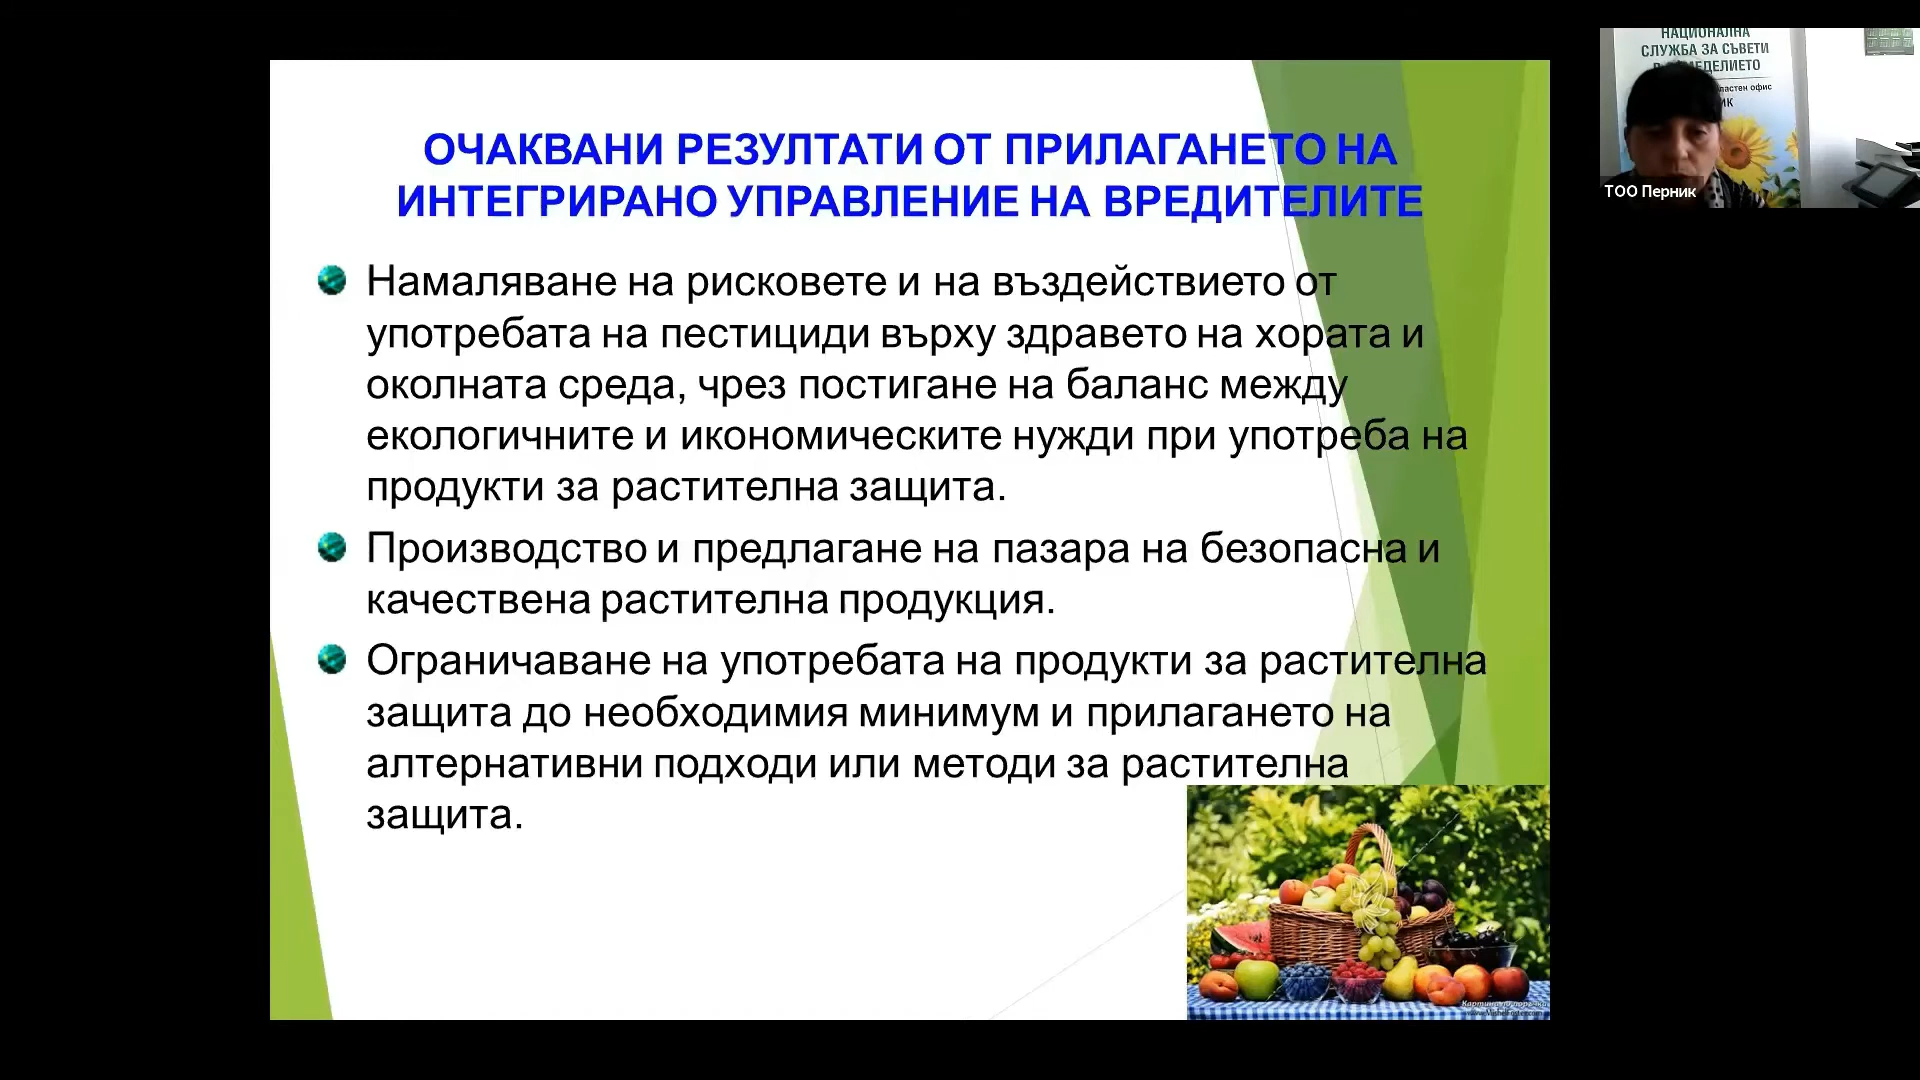 ОЧАКВАНИ РЕЗУЛТАТИ ОТ ПРИЛАГАНЕТО НА
ИНТЕГРИРАНО УПРАВЛЕНИЕ НА ВРЕДИТЕЛИТЕ
Намаляване на рисковете и на въздействието от
употребата на пестициди върху здравето на хората и
околната среда, чрез постигане на баланс между
екологичните и икономическите нужди при употреба на
продукти за растителна защита.
Производство и предлагане на пазара на безопасна и
качествена растителна продукция.
Ограничаване на употребата на продукти за растителна
защита до необходимия минимум и прилагането на
алтернативни подходи или методи за растителна
защита.
НАЦИОНАЛНА
СЛУЖБА ЗА СЪВЕТИ
офис
ТОО Перник